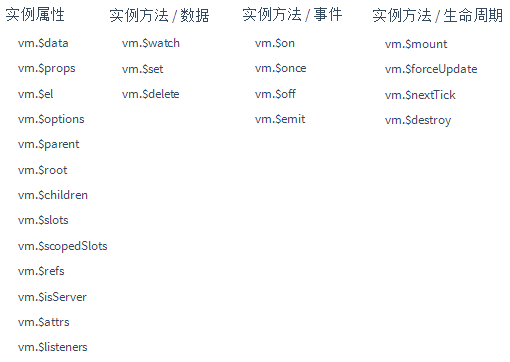 实例属性
vm.$data
vm.$props
vm.$el
vm.$options
vm.$parent
vm.$root
vm.$children
vm.$slots
vm.$scopedSlots
vm.$refs
vm.$isServer
vm.$attrs
vm.$listeners
实例方法 / 数据
vm.$watch
vm.$set
vm.$delete
实例方法 / 事件
vm.$on
vm.$once
vm.$off
vm.$emit
实例方法 / 生命周期
vm.$mount
vm.$forceUpdate
vm.$nextTick
vm.$destroy